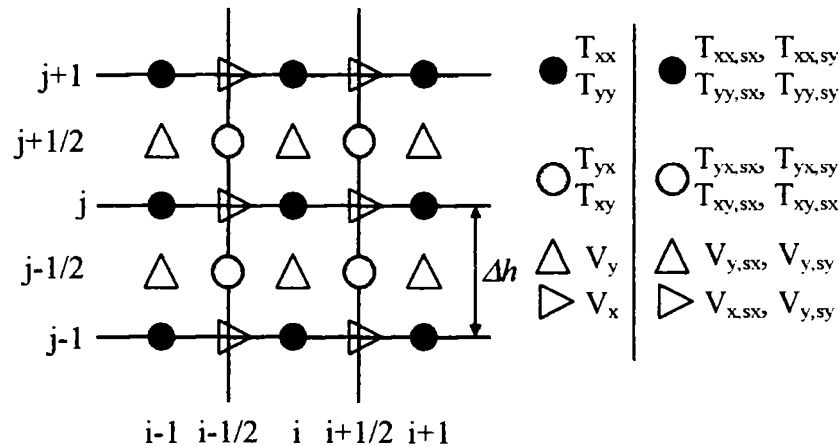 j+1
j+1/2
j
j-1/2
j-1
Δh
i-1 i-1/2 i i+1/2 i+1
T_xx
T_yy
T_yx
T_xy
V_y
V_x
T_xx,sx, T_xx,sy
T_yy,sx, T_yy,sy
T_yx,sx, T_yx,sy
T_xy,sx, T_xy,sx
V_y,sx, V_y,sy
V_x,sx, V_y,sy